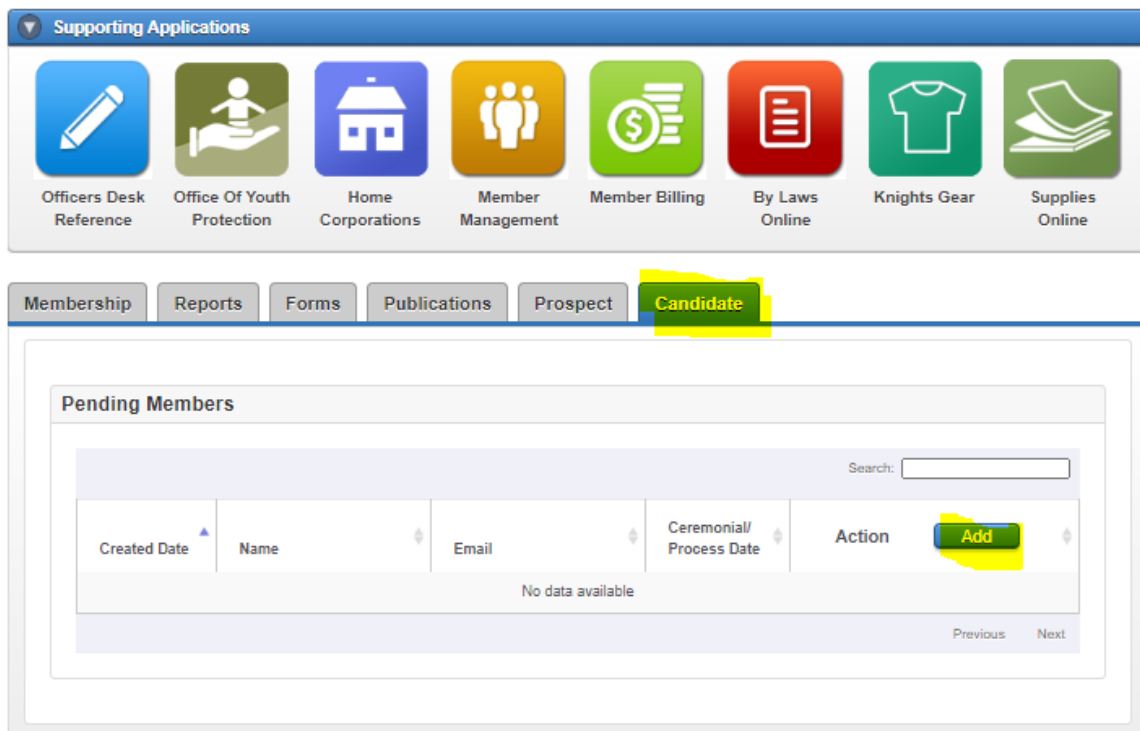 Supporting Applications
Officers Desk Reference
Office Of Youth Protection
Home Corporations
Member Management
Member Billing
By Laws Online
Knights Gear
Supplies Online
Membership
Reports
Forms
Publications
Prospect
Candidate
Pending Members
Search:
Created Date
Name
Email
Ceremonial/
Process Date
Action
Add
No data available
Previous
Next